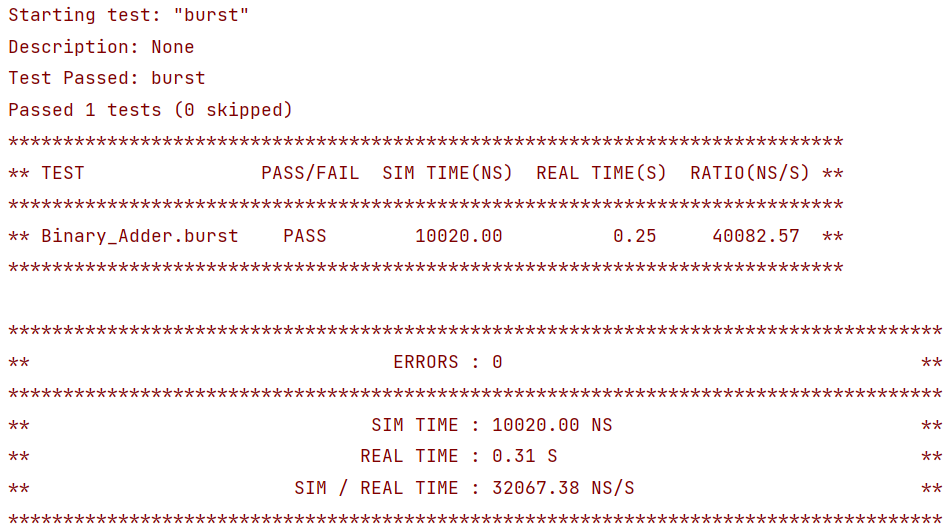 Starting test: "burst"
Description: None
Test Passed: burst
Passed 1 tests (0 skipped)
****************************************************************************
** TEST                PASS/FAIL  SIM TIME(NS)  REAL TIME(S)  RATIO(NS/S) **
****************************************************************************
** Binary_Adder.burst    PASS        10020.00          0.25     40082.57  **
****************************************************************************

*************************************************************************************
**                                 ERRORS : 0                                      **
*************************************************************************************
**                               SIM TIME : 10020.00 NS                            **
**                              REAL TIME : 0.31 S                                 **
**                        SIM / REAL TIME : 32067.38 NS/S                          **
*************************************************************************************